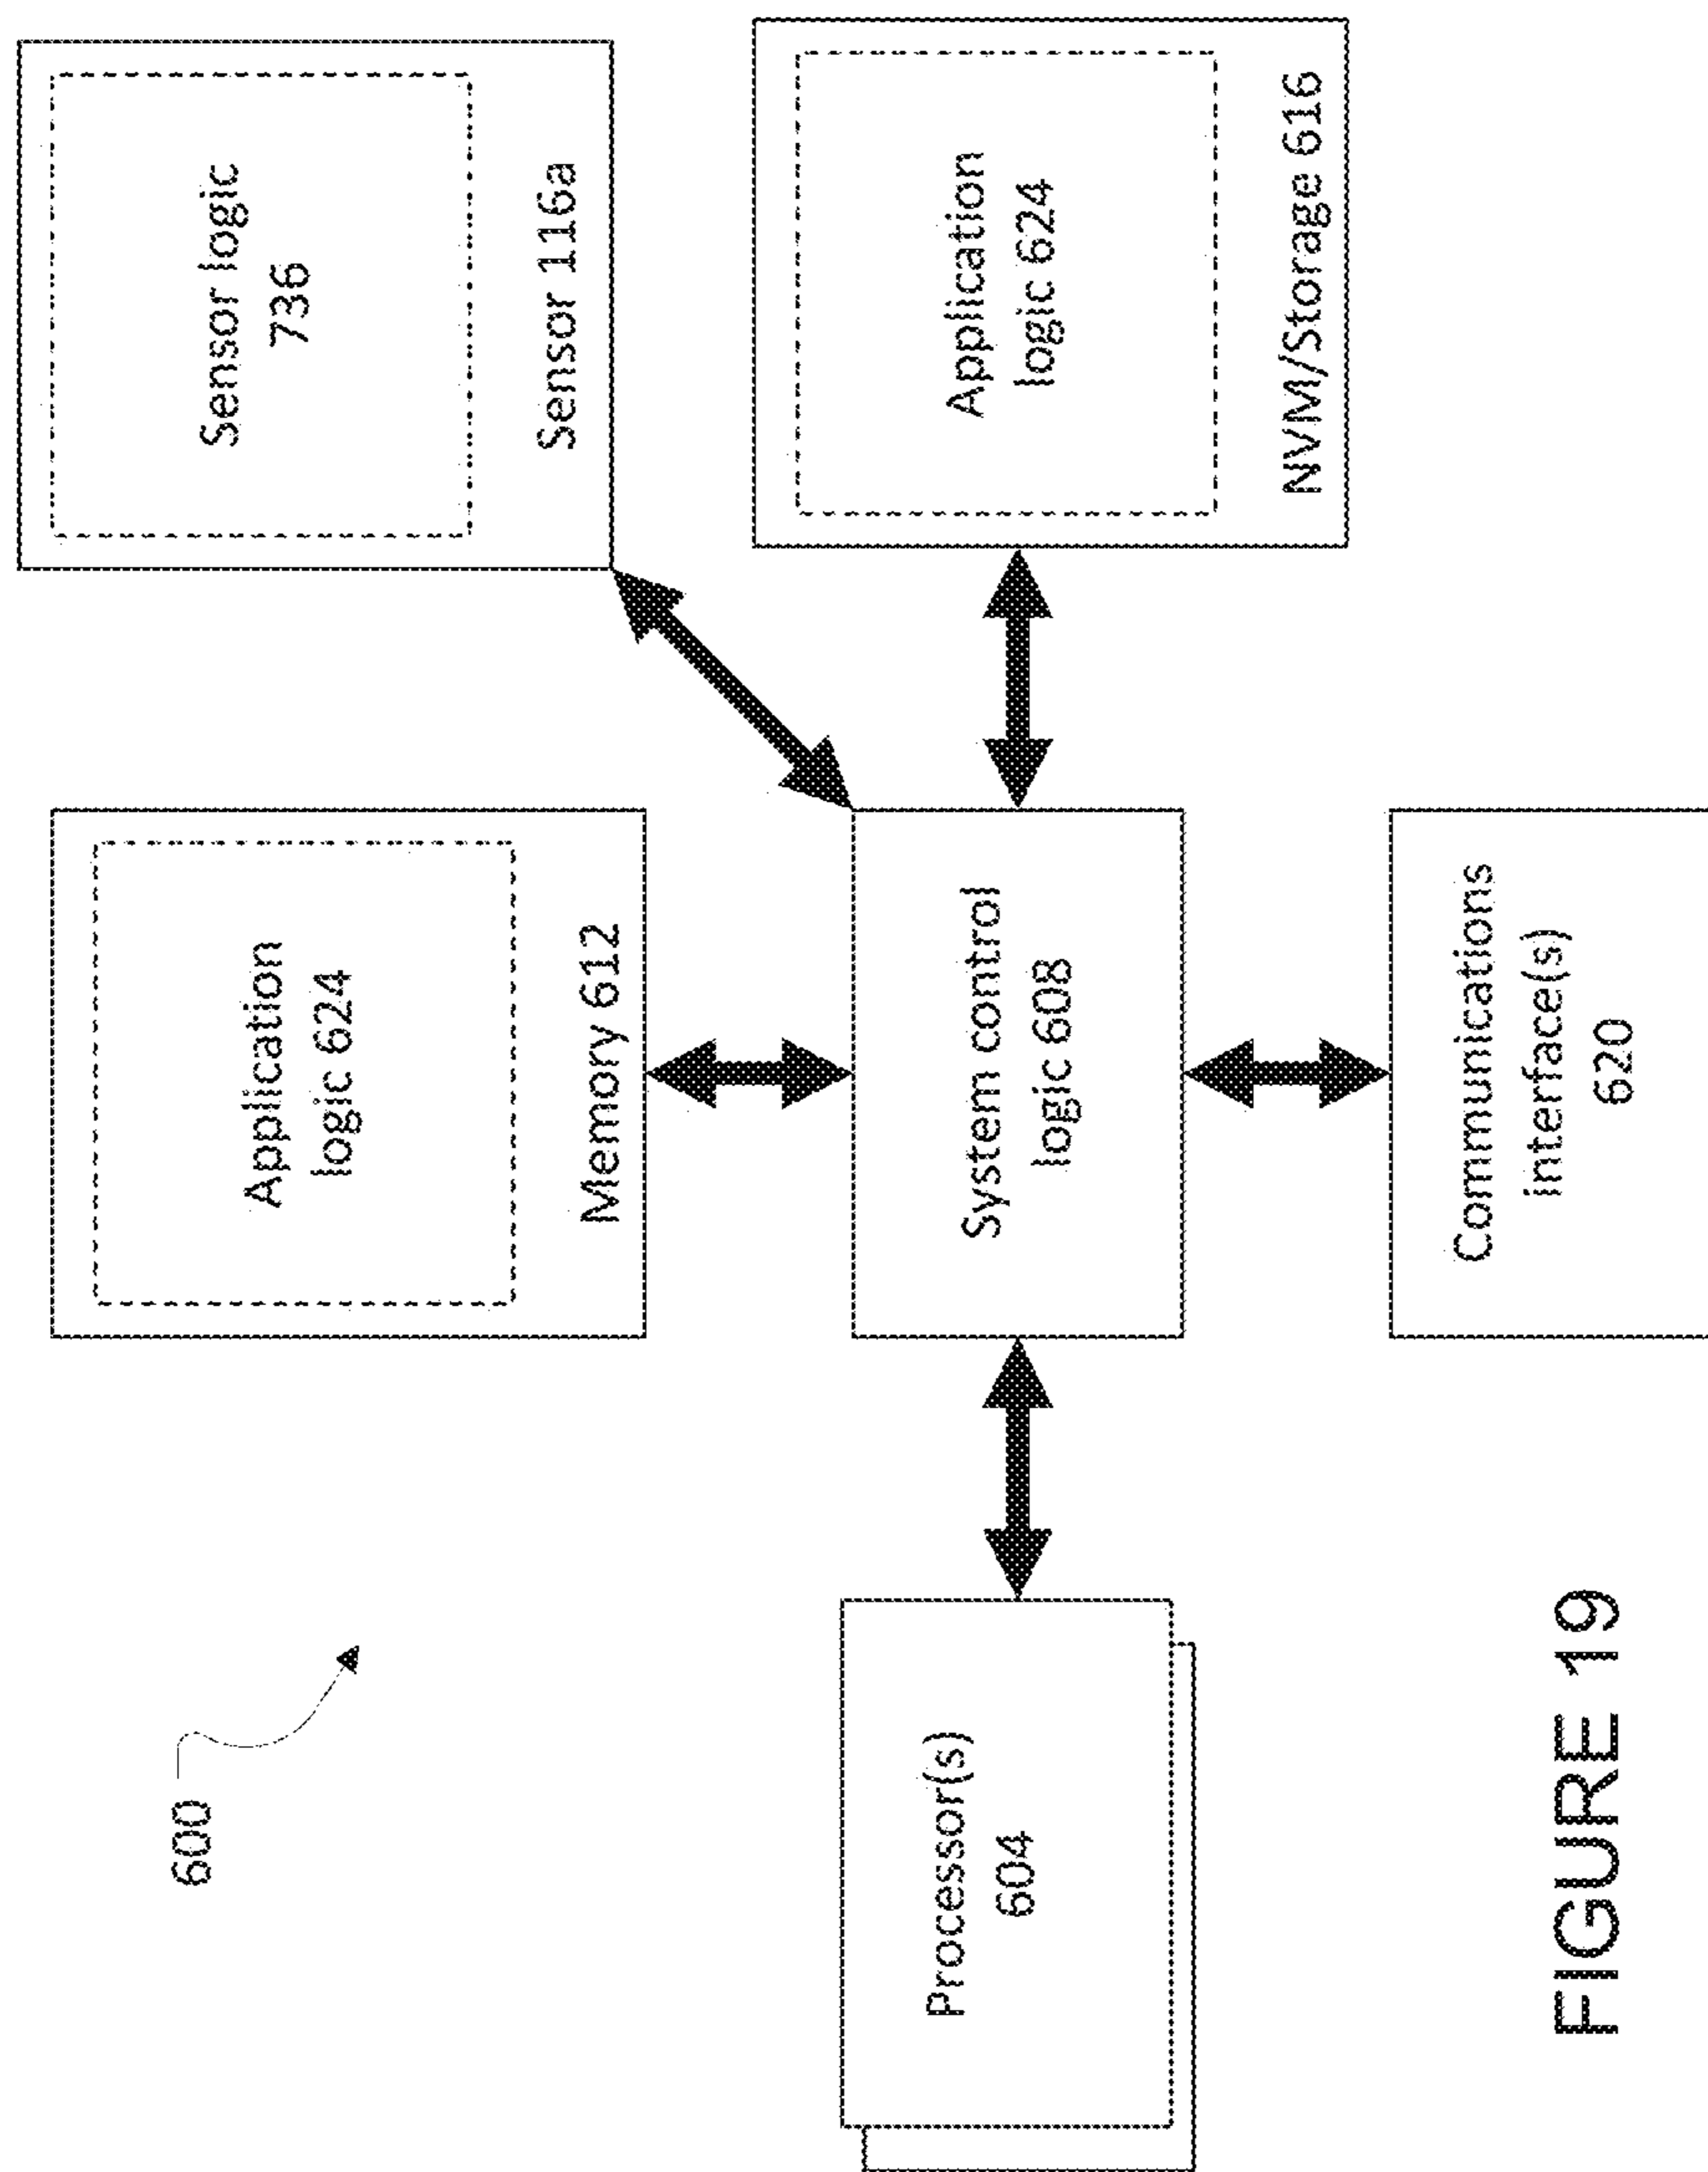 600
Application
logic 624
Memory 612
Sensor logic
736
Sensor 116a
Processor(s)
604
System control
logic 608
Application
logic 624
NVM/Storage 616
Communications
interface(s)
620
FIGURE 19